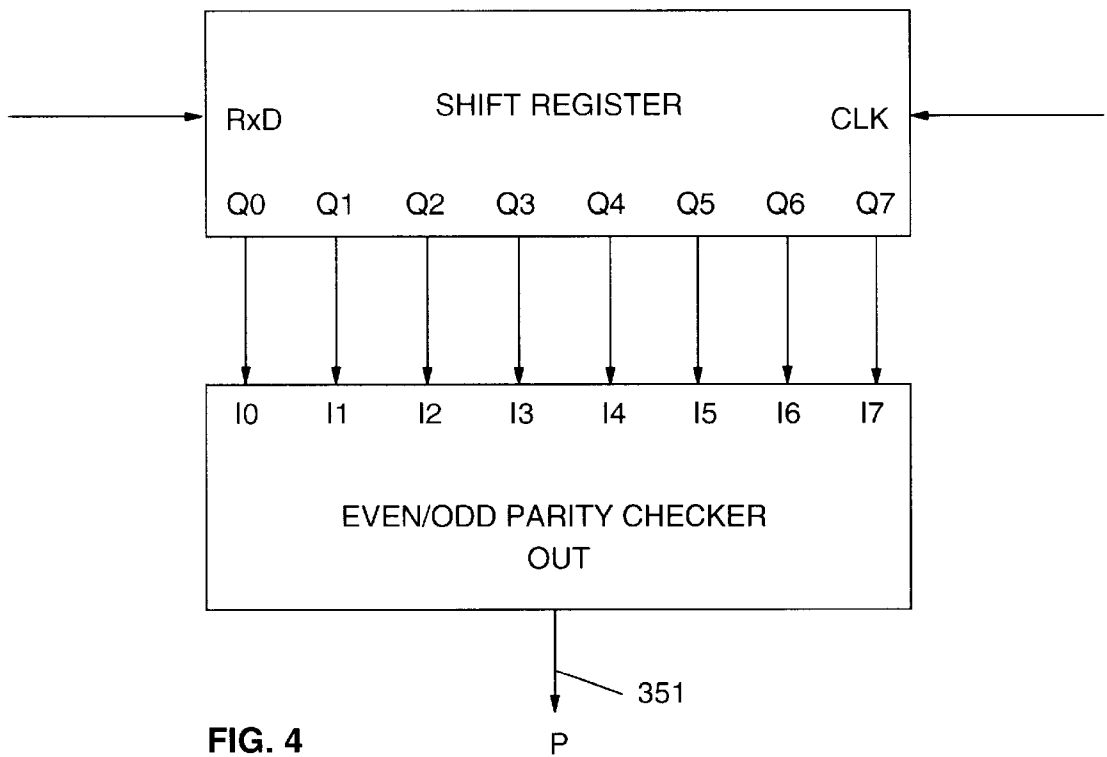 SHIFT REGISTER
RxD CLK
Q0 Q1 Q2 Q3 Q4 Q5 Q6 Q7
I0 I1 I2 I3 I4 I5 I6 I7
EVEN/ODD PARITY CHECKER
OUT
351
FIG. 4 P